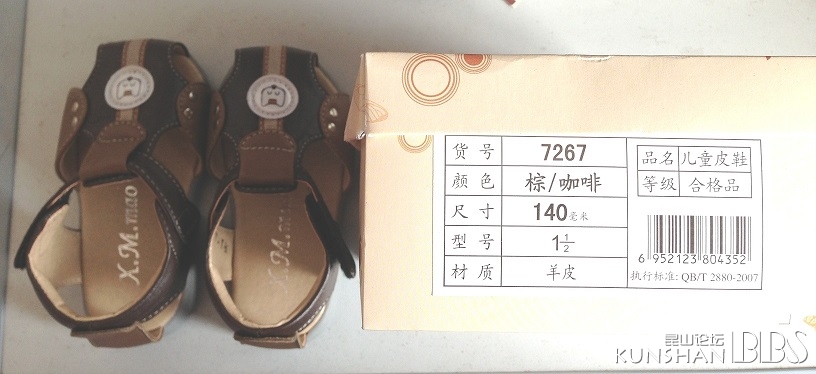 X.M.mao
X.M.mao
货号 7267
颜色 棕/咖啡
尺寸 140毫米
型号 1½
材质 羊皮
品名 儿童皮鞋
等级 合格品
6 952123 804352
执行标准: QB/T 2880-2007
昆山论坛
KUNSHAN BBS